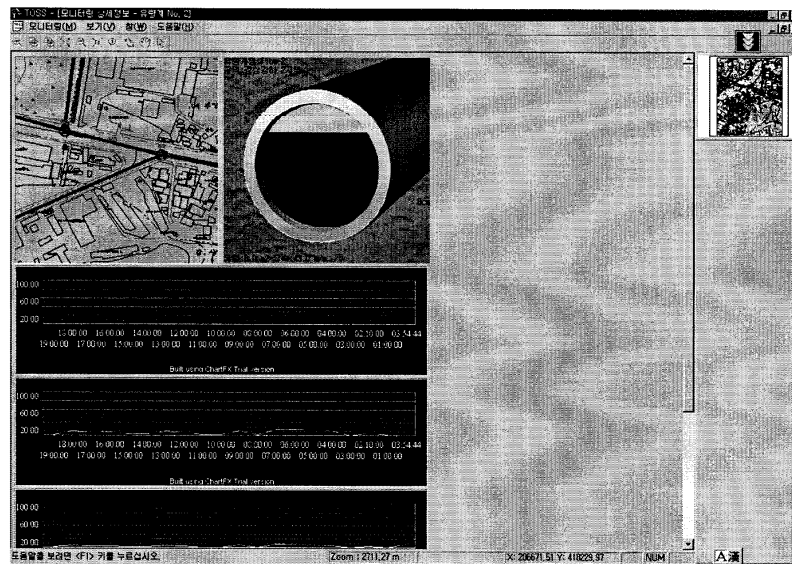 TOSS - [모니터링 상세정보 - 유량계 No, 2]
모니터링(M) 보기(V) 창(W) 도움말(H)
100.00
60.00
20.00
18:00:00 16:00:00 14:00:00 12:00:00 10:00:00 08:00:00 06:00:00 04:00:00 02:10:00 03:54:44
19:00:00 17:00:00 15:00:00 13:00:00 11:00:00 09:00:00 07:00:00 05:00:00 03:00:00 01:00:00
Built using ChartFX Trial version
100.00
60.00
20.00
18:00:00 16:00:00 14:00:00 12:00:00 10:00:00 08:00:00 06:00:00 04:00:00 02:10:00 03:54:44
19:00:00 17:00:00 15:00:00 13:00:00 11:00:00 09:00:00 07:00:00 05:00:00 03:00:00 01:00:00
Built using ChartFX Trial version
100.00
60.00
20.00
도움말을 보려면 <F1> 키를 누르십시오. Zoom : 2711,27 m X: 206671,51 Y: 418229,97 NUM A漢